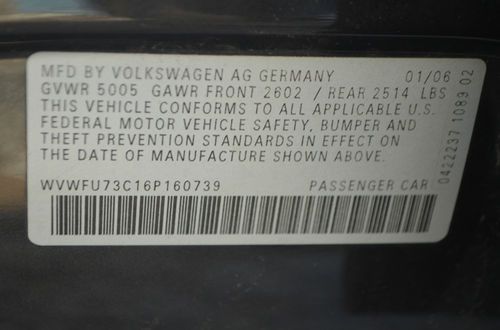 MFD BY VOLKSWAGEN AG GERMANY 01/06
GVWR 5005 GAWR FRONT 2602 / REAR 2514 LBS
THIS VEHICLE CONFORMS TO ALL APPLICABLE U.S.
FEDERAL MOTOR VEHICLE SAFETY, BUMPER AND
THEFT PREVENTION STANDARDS IN EFFECT ON
THE DATE OF MANUFACTURE SHOWN ABOVE.
WVWFU73C16P160739 PASSENGER CAR
0422237 1089 02